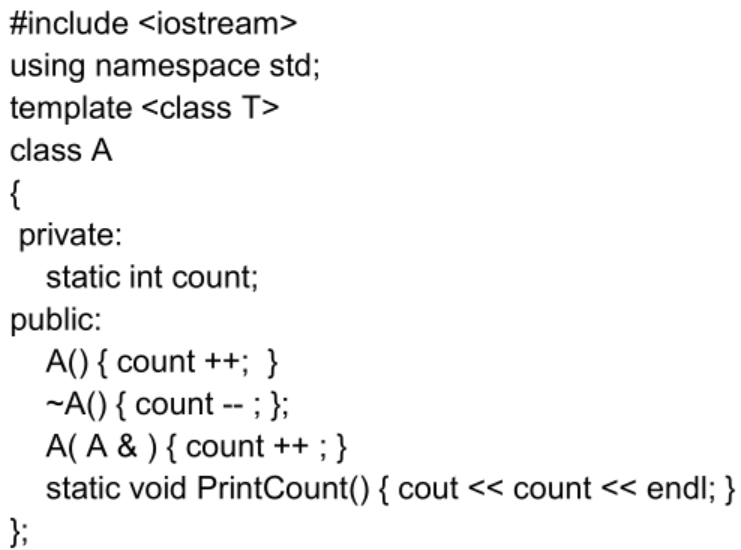 #include <iostream>
using namespace std;
template <class T>
class A
{
private:
static int count;
public:
A() { count ++;  }
~A() { count -- ; };
A( A & ) { count ++ ; }
static void PrintCount() { cout << count << endl; }
};